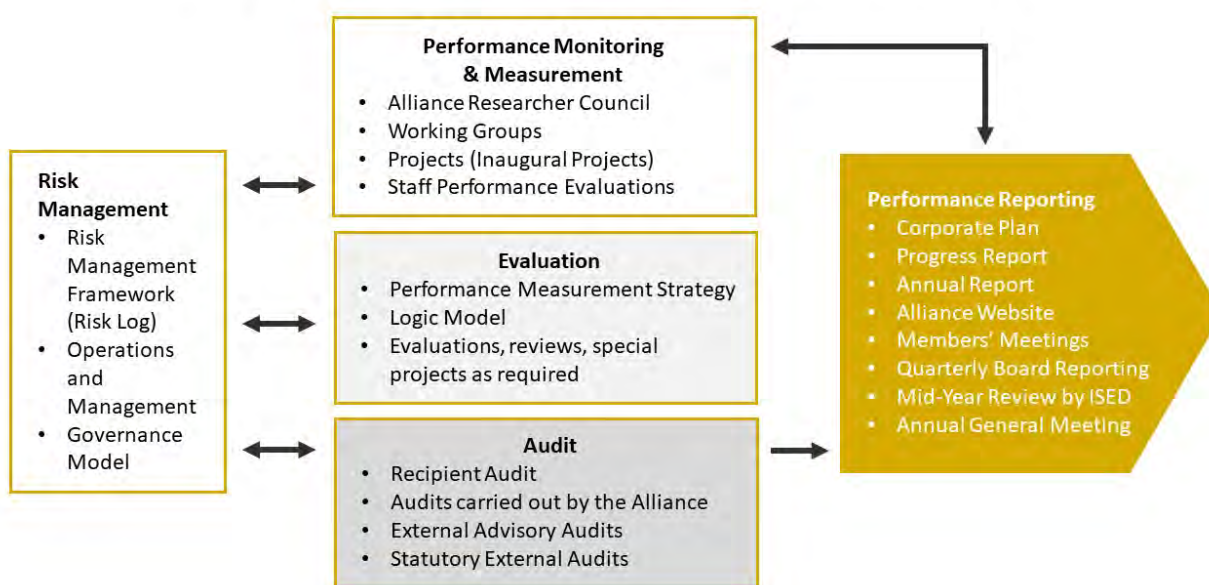 Performance Monitoring
& Measurement
• Alliance Researcher Council
• Working Groups
• Projects (Inaugural Projects)
• Staff Performance Evaluations
Risk
Management
• Risk
Management
Framework
(Risk Log)
• Operations
and
Management
• Governance
Model
Evaluation
• Performance Measurement Strategy
• Logic Model
• Evaluations, reviews, special
projects as required
Audit
• Recipient Audit
• Audits carried out by the Alliance
• External Advisory Audits
• Statutory External Audits
Performance Reporting
• Corporate Plan
• Progress Report
• Annual Report
• Alliance Website
• Members' Meetings
• Quarterly Board Reporting
• Mid-Year Review by ISED
• Annual General Meeting